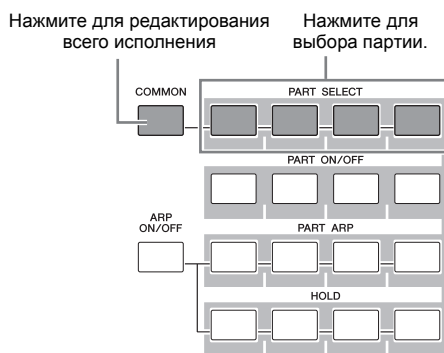 Нажмите для редактирования
всего исполнения
Нажмите для
выбора партии.
COMMON
PART SELECT
PART ON/OFF
ARP
ON/OFF
PART ARP
HOLD